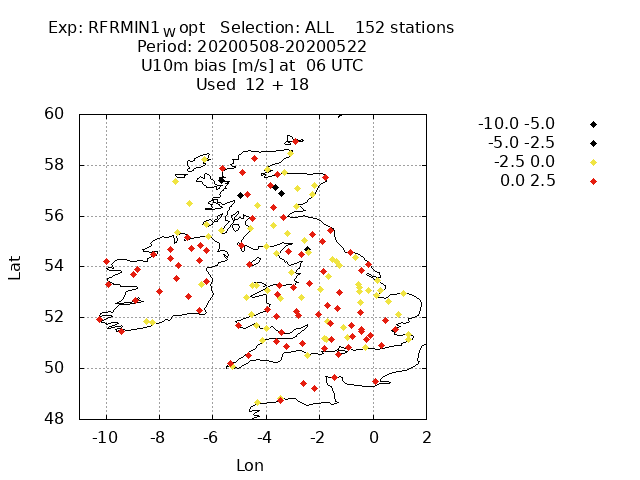 Exp: RFRMIN1wopt Selection: ALL 152 stations
Period: 20200508-20200522
U10m bias [m/s] at 06 UTC
Used 12 + 18
-10.0 -5.0
-5.0 -2.5
-2.5 0.0
0.0 2.5
60
58
56
54
52
50
48
Lat
-10 -8 -6 -4 -2 0 2
Lon